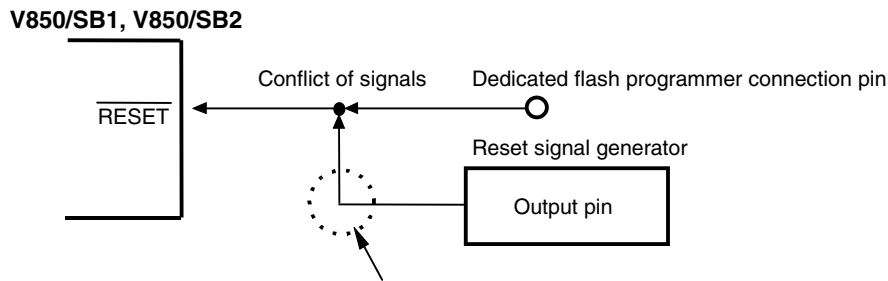 V850/SB1, V850/SB2
Conflict of signals
Dedicated flash programmer connection pin
RESET
Reset signal generator
Output pin